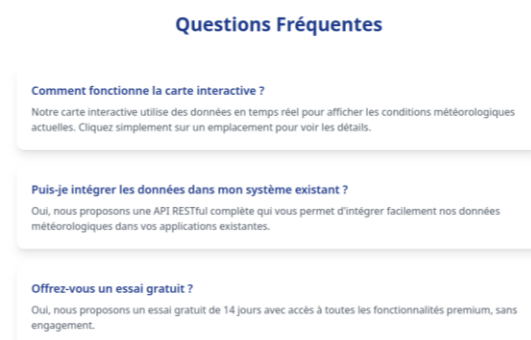 Questions Fréquentes
Comment fonctionne la carte interactive ?
Notre carte interactive utilise des données en temps réel pour afficher les conditions météorologiques
actuelles. Cliquez simplement sur un emplacement pour voir les détails.
Puis-je intégrer les données dans mon système existant ?
Oui, nous proposons une API RESTful complète qui vous permet d'intégrer facilement nos données
météorologiques dans vos applications existantes.
Offrez-vous un essai gratuit ?
Oui, nous proposons un essai gratuit de 14 jours avec accès à toutes les fonctionnalités premium, sans
engagement.